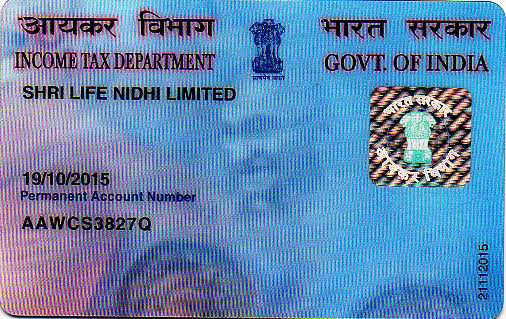 आयकर विभाग
INCOME TAX DEPARTMENT
भारत सरकार
GOVT. OF INDIA
सत्यमेव जयते
SHRI LIFE NIDHI LIMITED
भारत सरकार
आयकर विभाग
19/10/2015
Permanent Account Number
AAWCS3827Q
21112015